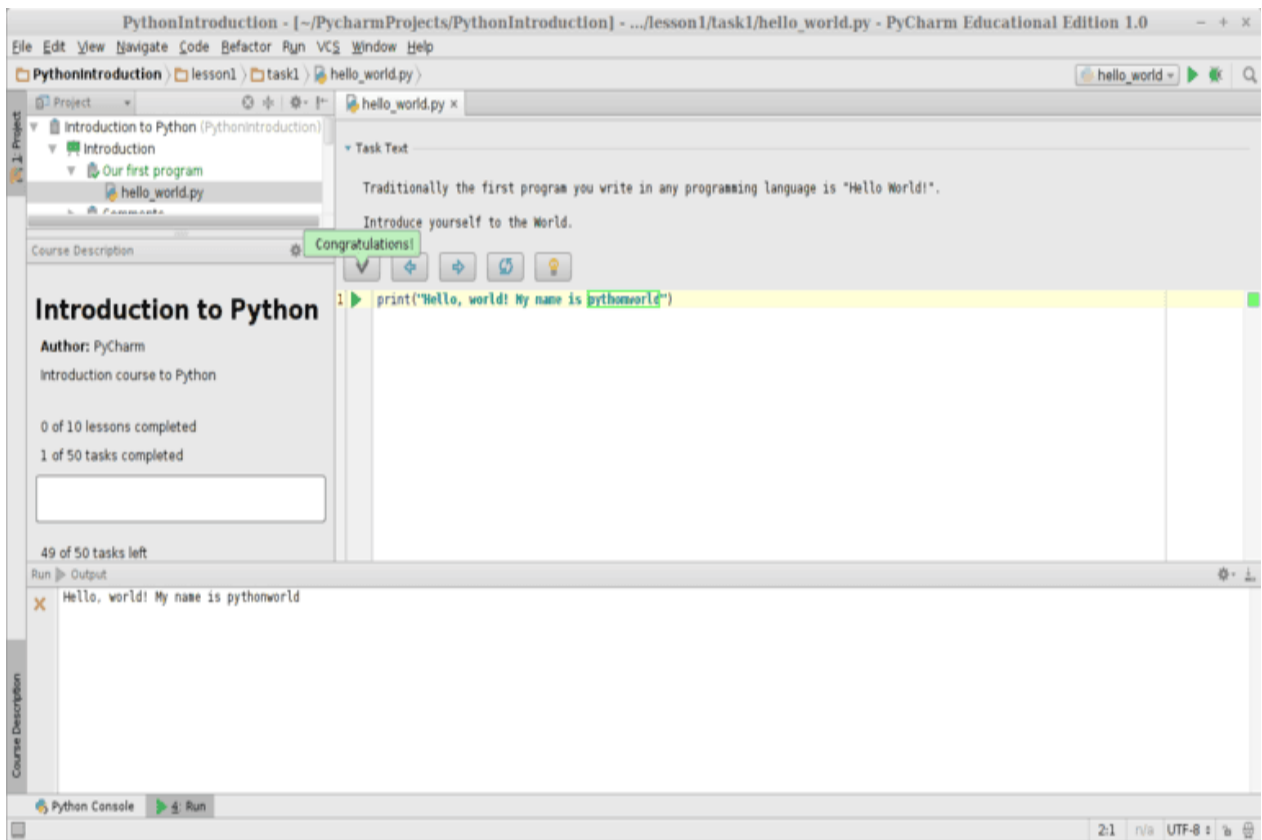 PythonIntroduction - [~/PycharmProjects/PythonIntroduction] - .../lesson1/task1/hello_world.py - PyCharm Educational Edition 1.0
File Edit View Navigate Code Refactor Run VCS Window Help
PythonIntroduction lesson1 task1 hello_world.py hello_world
1: Project
Project
hello_world.py ×
Introduction to Python (PythonIntroduction)
Introduction
Our first program
hello_world.py
Comments
Task Text
Traditionally the first program you write in any programming language is "Hello World!".
Introduce yourself to the World.
Congratulations!
1 print("Hello, world! My name is pythonworld")
Course Description
Introduction to Python
Author: PyCharm
Introduction course to Python
0 of 10 lessons completed
1 of 50 tasks completed
49 of 50 tasks left
Run Output
Hello, world! My name is pythonworld
Course Description
Python Console 4: Run
2:1 n/a UTF-8